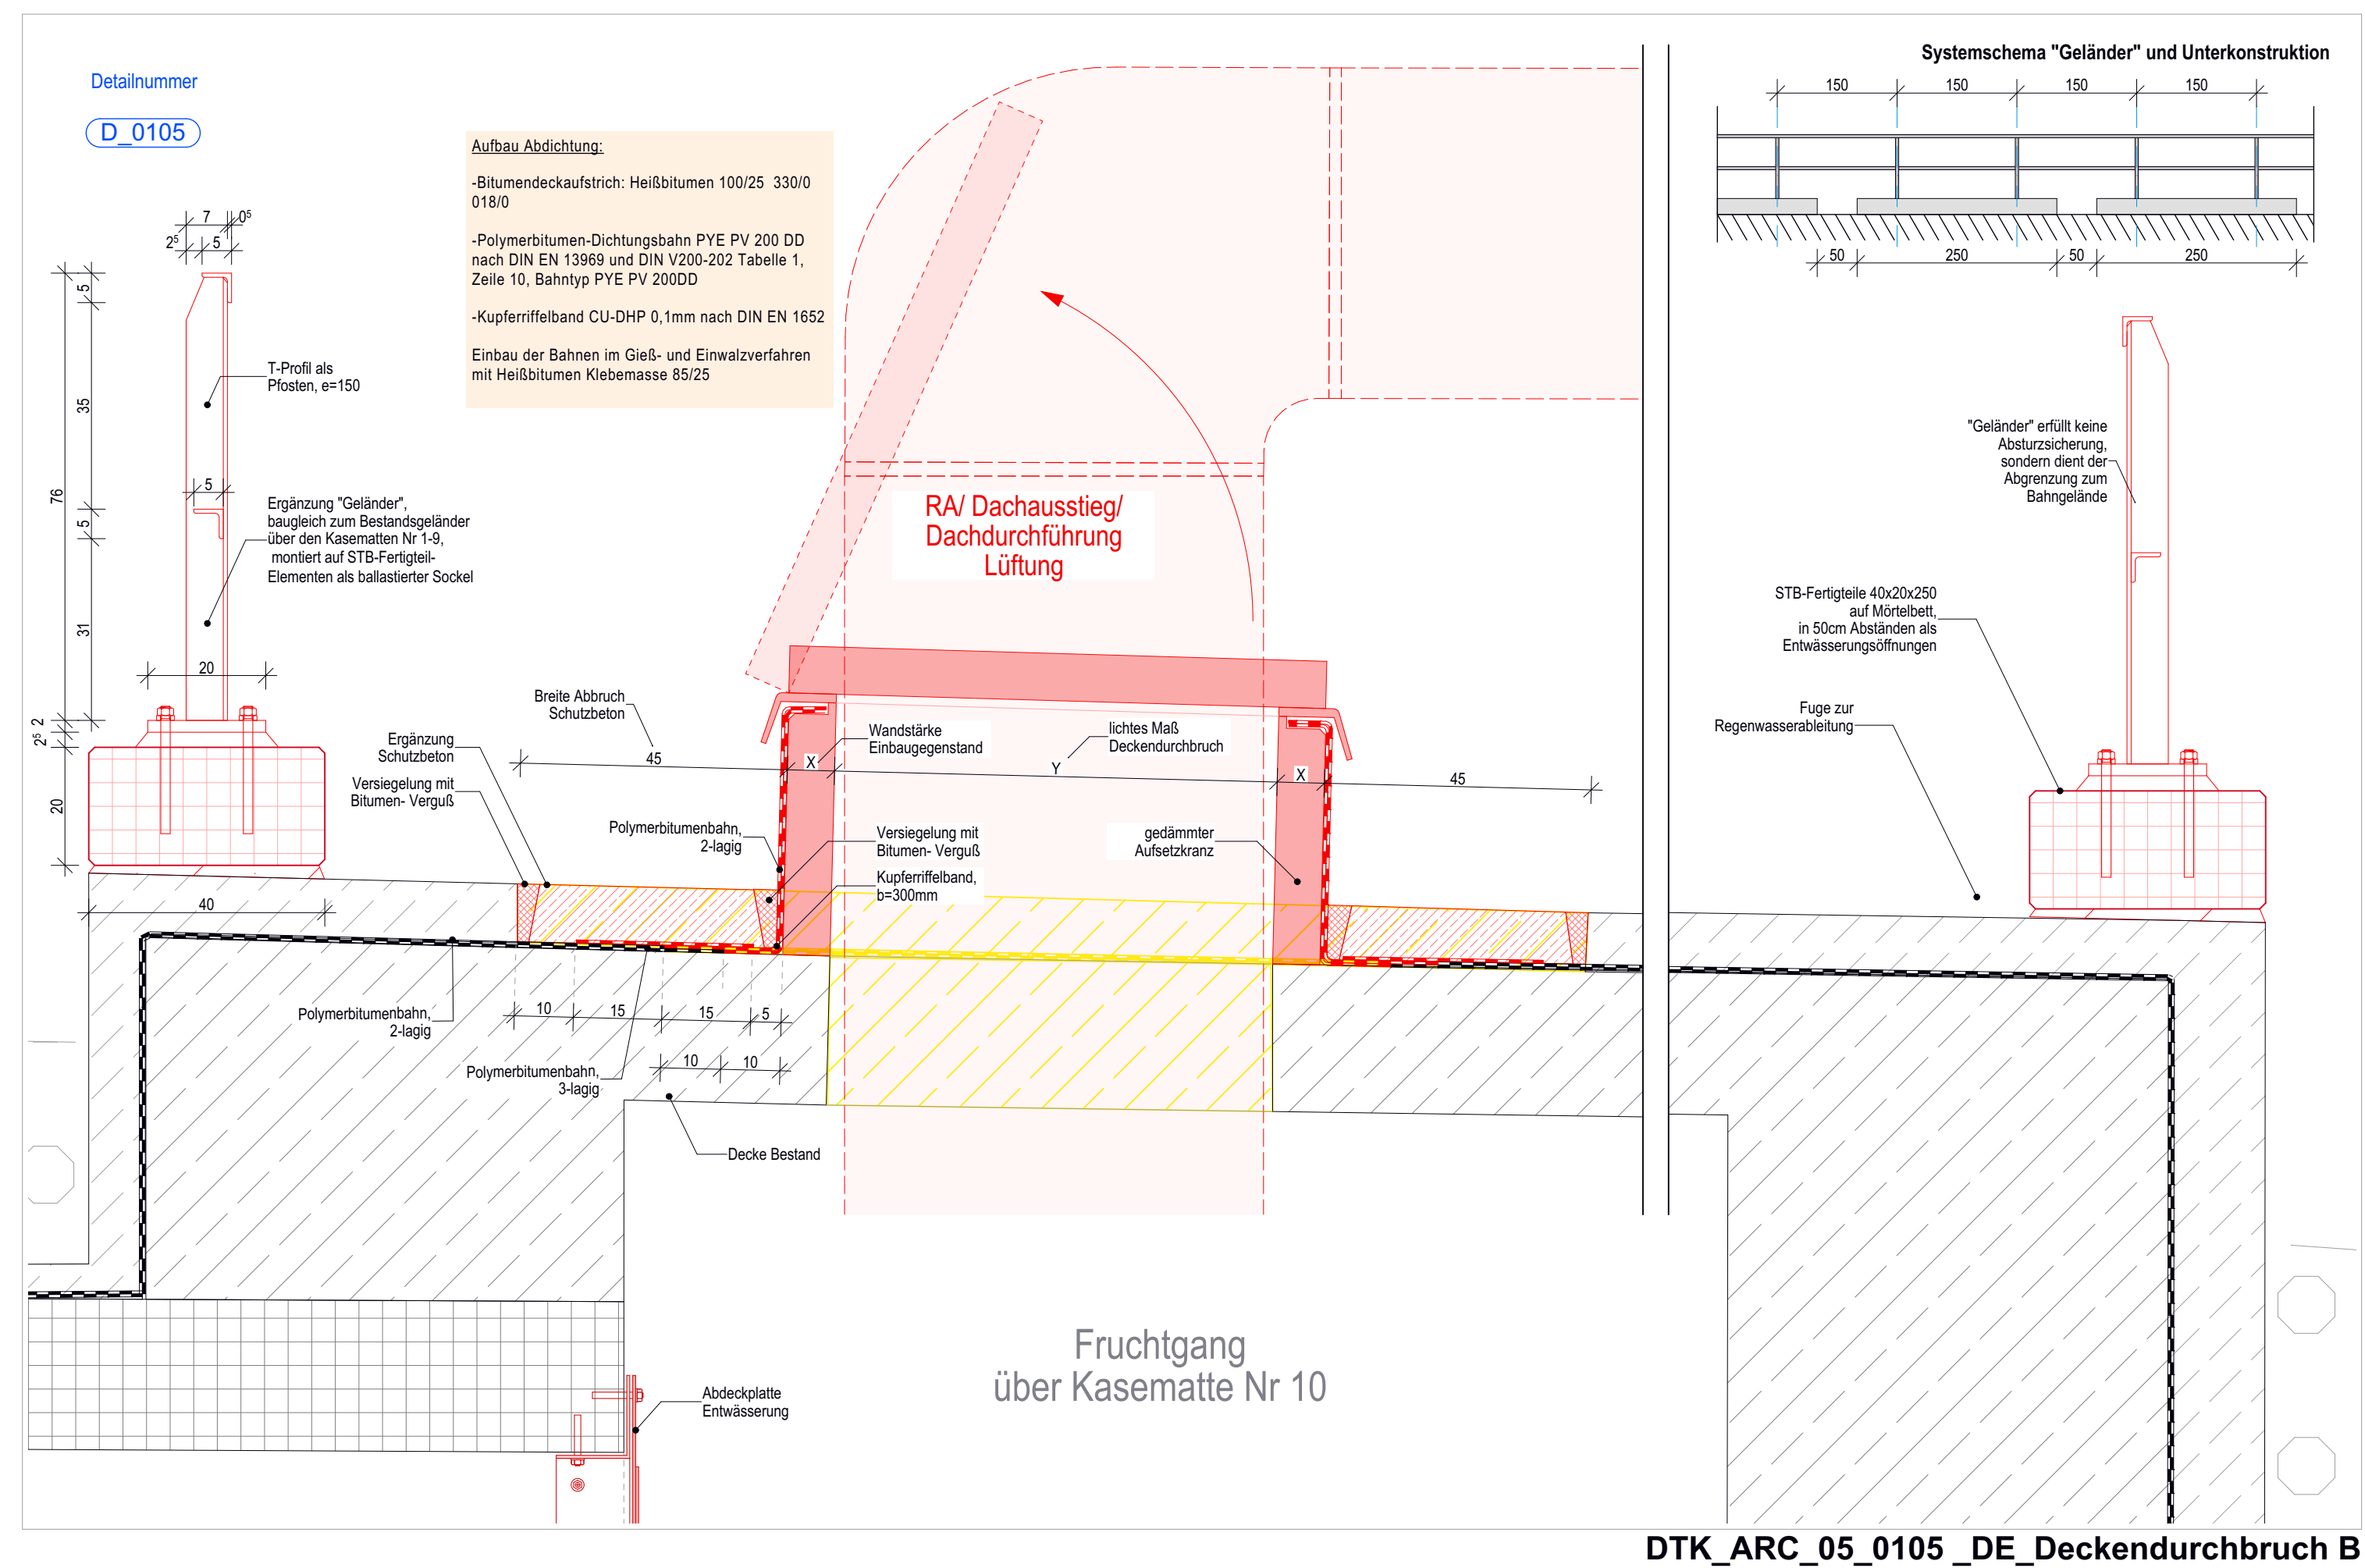 Detailnummer
D_0105
Systemschema "Geländer" und Unterkonstruktion
150
150
150
150
50
250
50
250
Aufbau Abdichtung:
-Bitumendeckaufstrich: Heißbitumen 100/25 330/0
018/0
-Polymerbitumen-Dichtungsbahn PYE PV 200 DD
nach DIN EN 13969 und DIN V200-202 Tabelle 1,
Zeile 10, Bahntyp PYE PV 200DD
-Kupferriffelband CU-DHP 0,1mm nach DIN EN 1652
Einbau der Bahnen im Gieß- und Einwalzverfahren
mit Heißbitumen Klebemasse 85/25
7
0⁵
2⁵
5
5
35
76
5
31
2
2⁵
20
5
20
40
T-Profil als
Pfosten, e=150
Ergänzung "Geländer",
baugleich zum Bestandsgeländer
über den Kasematten Nr 1-9,
montiert auf STB-Fertigteil-
Elementen als ballastierter Sockel
RA/ Dachausstieg/
Dachdurchführung
Lüftung
"Geländer" erfüllt keine
Absturzsicherung,
sondern dient der
Abgrenzung zum
Bahngelände
STB-Fertigteile 40x20x250
auf Mörtelbett,
in 50cm Abständen als
Entwässerungsöffnungen
Fuge zur
Regenwasserableitung
Breite Abbruch
Schutzbeton
Ergänzung
Schutzbeton
Versiegelung mit
Bitumen- Verguß
Wandstärke
Einbaugegenstand
lichtes Maß
Deckendurchbruch
45
X
Y
X
45
Polymerbitumenbahn,
2-lagig
Versiegelung mit
Bitumen- Verguß
Kupferriffelband,
b=300mm
gedämmter
Aufsetzkranz
10
15
15
5
10
10
Polymerbitumenbahn,
2-lagig
Polymerbitumenbahn,
3-lagig
Decke Bestand
Fruchtgang
über Kasematte Nr 10
Abdeckplatte
Entwässerung
DTK_ARC_05_0105 _DE_Deckendurchbruch B